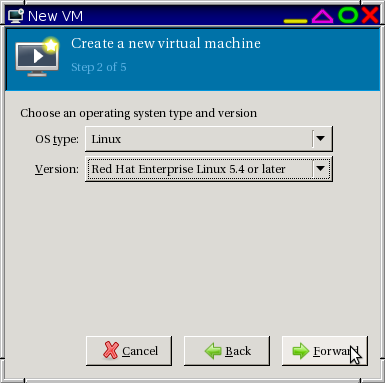 New VM
Create a new virtual machine
Step 2 of 5
Choose an operating systen type and version
OS type: Linux
Version: Red Hat Enterprise Linux 5.4 or later
Cancel Back Forward